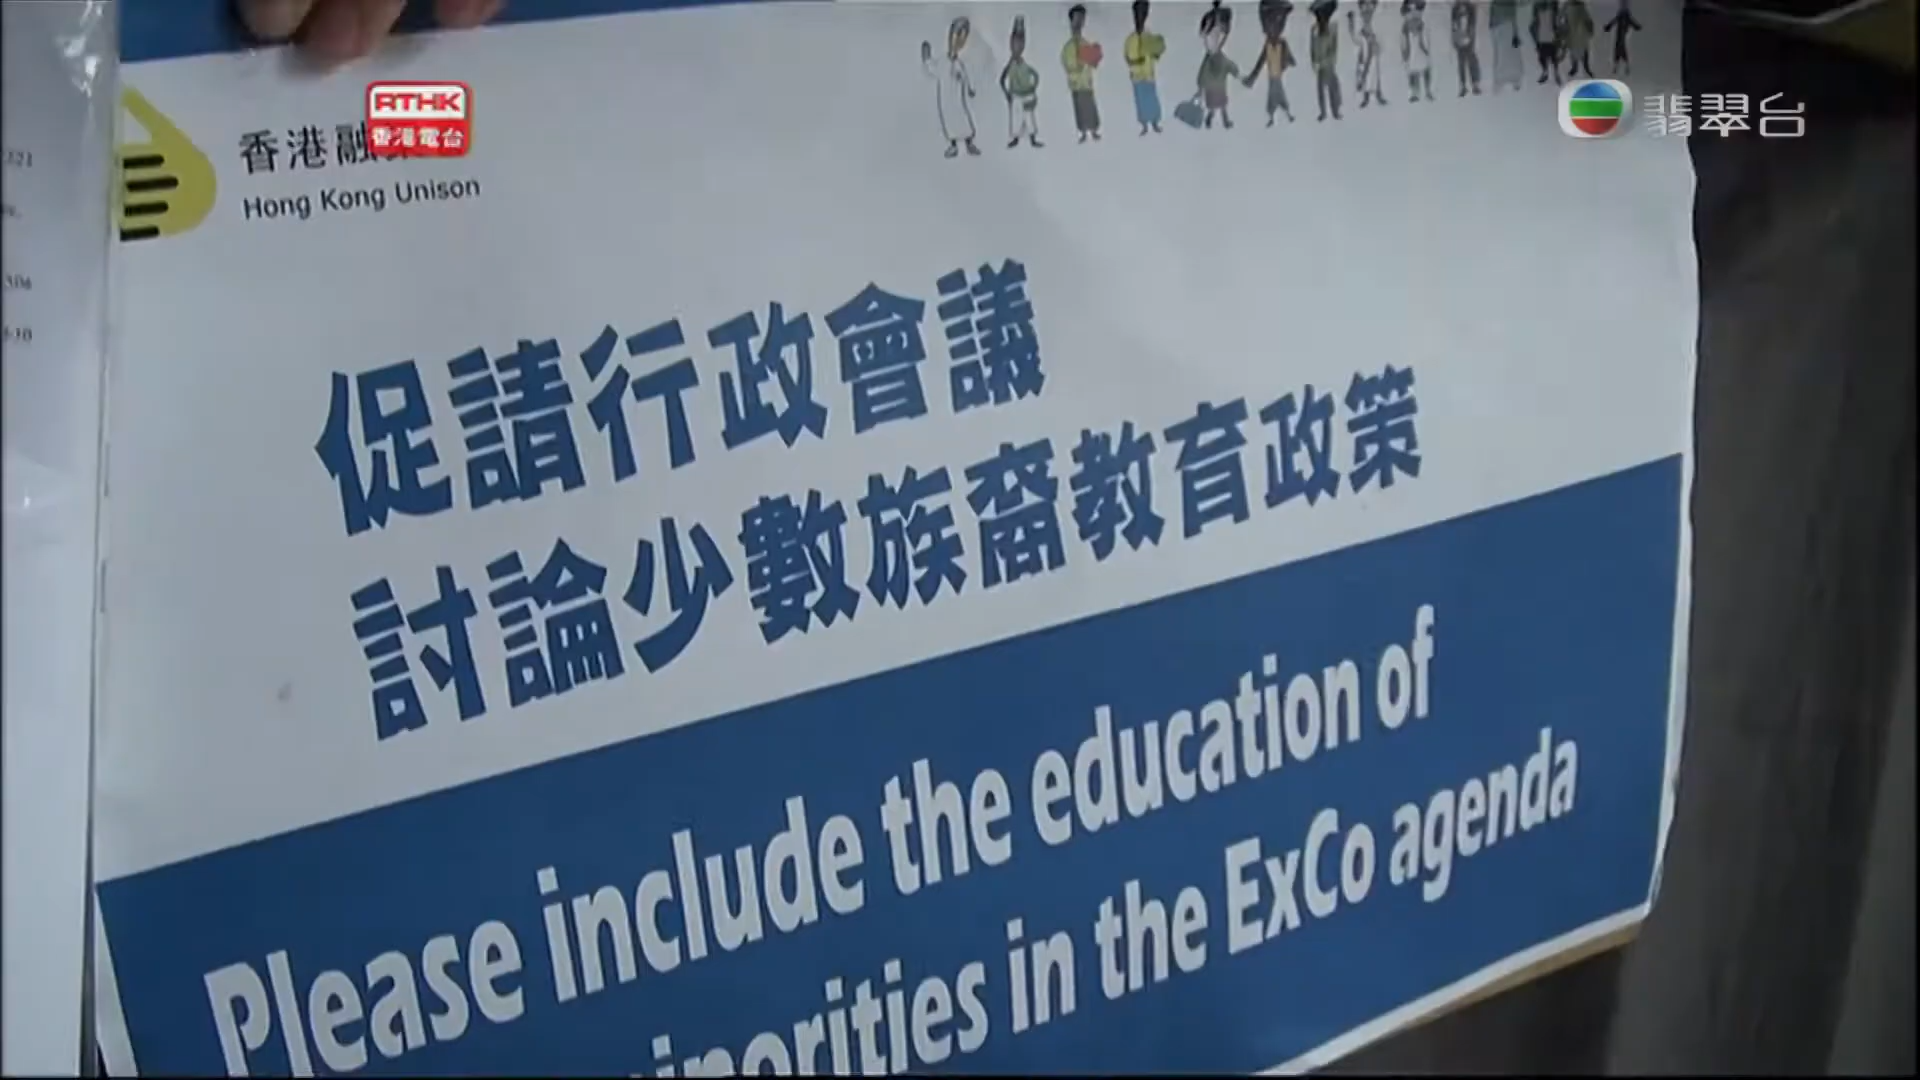 RTHK
香港電台
翡翠台
香港融
Hong Kong Unison
促請行政會議
討論少數族裔教育政策
Please include the education of
minorities in the ExCo agenda